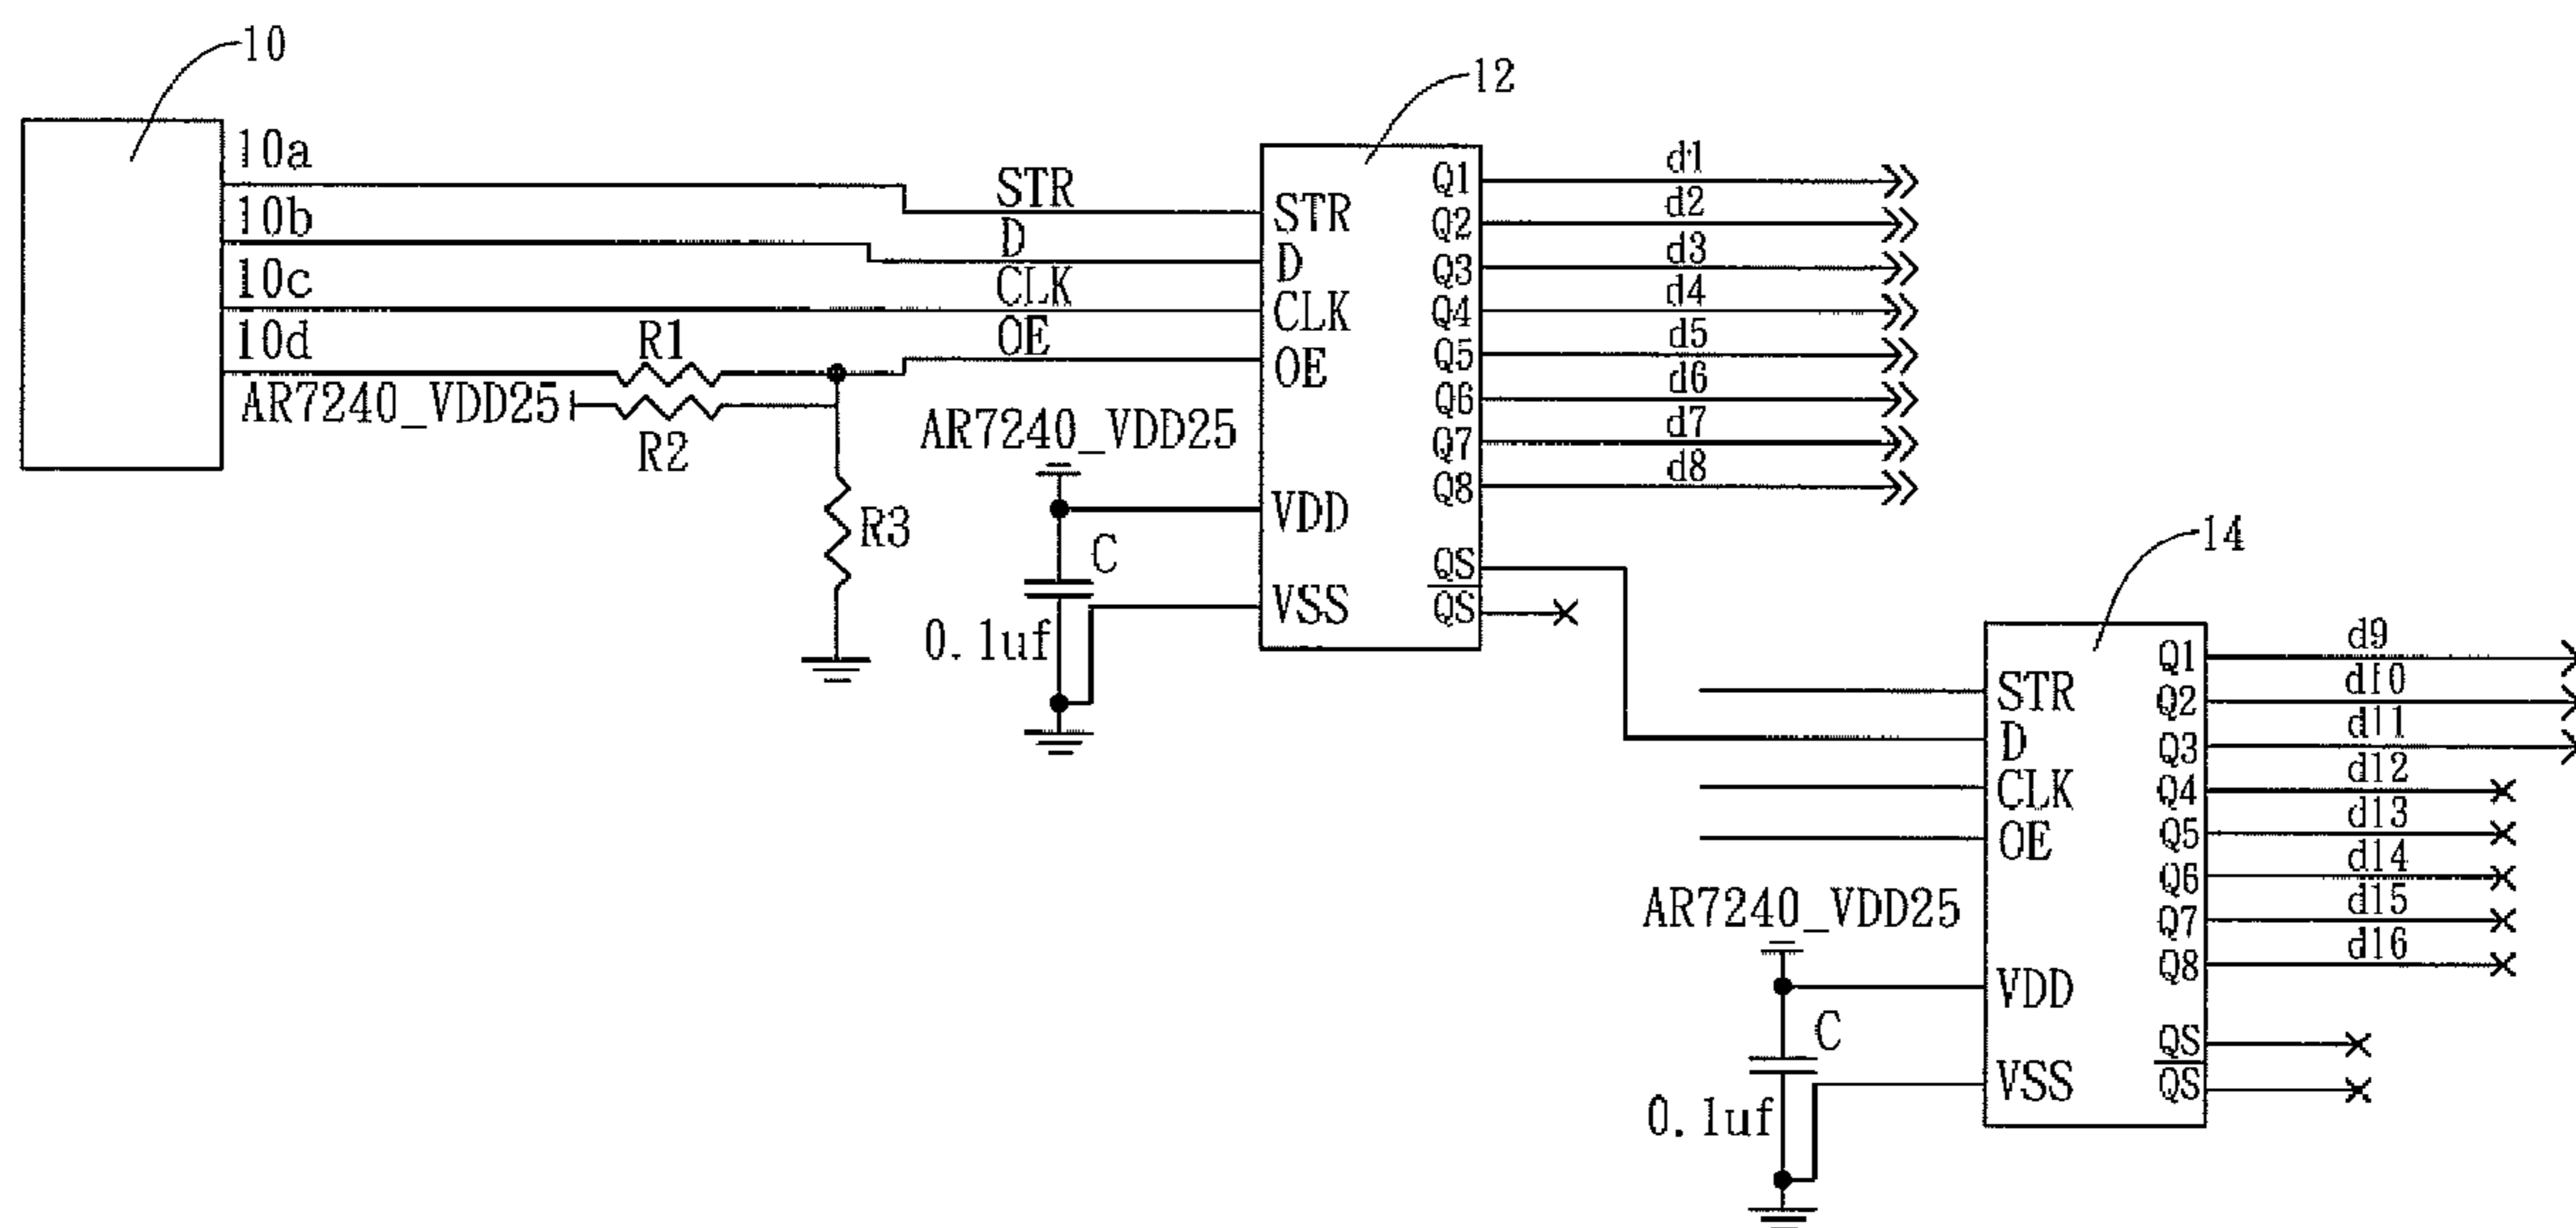 10
12
10a
10b
10c
10d
STR
D
CLK
OE
R1
AR7240_VDD25
R2
R3
AR7240_VDD25
C
0.1uf
STR
D
CLK
OE
VDD
VSS
Q1
Q2
Q3
Q4
Q5
Q6
Q7
Q8
QS
QS
d1
d2
d3
d4
d5
d6
d7
d8
14
AR7240_VDD25
C
0.1uf
STR
D
CLK
OE
VDD
VSS
Q1
Q2
Q3
Q4
Q5
Q6
Q7
Q8
QS
QS
d9
d10
d11
d12
d13
d14
d15
d16